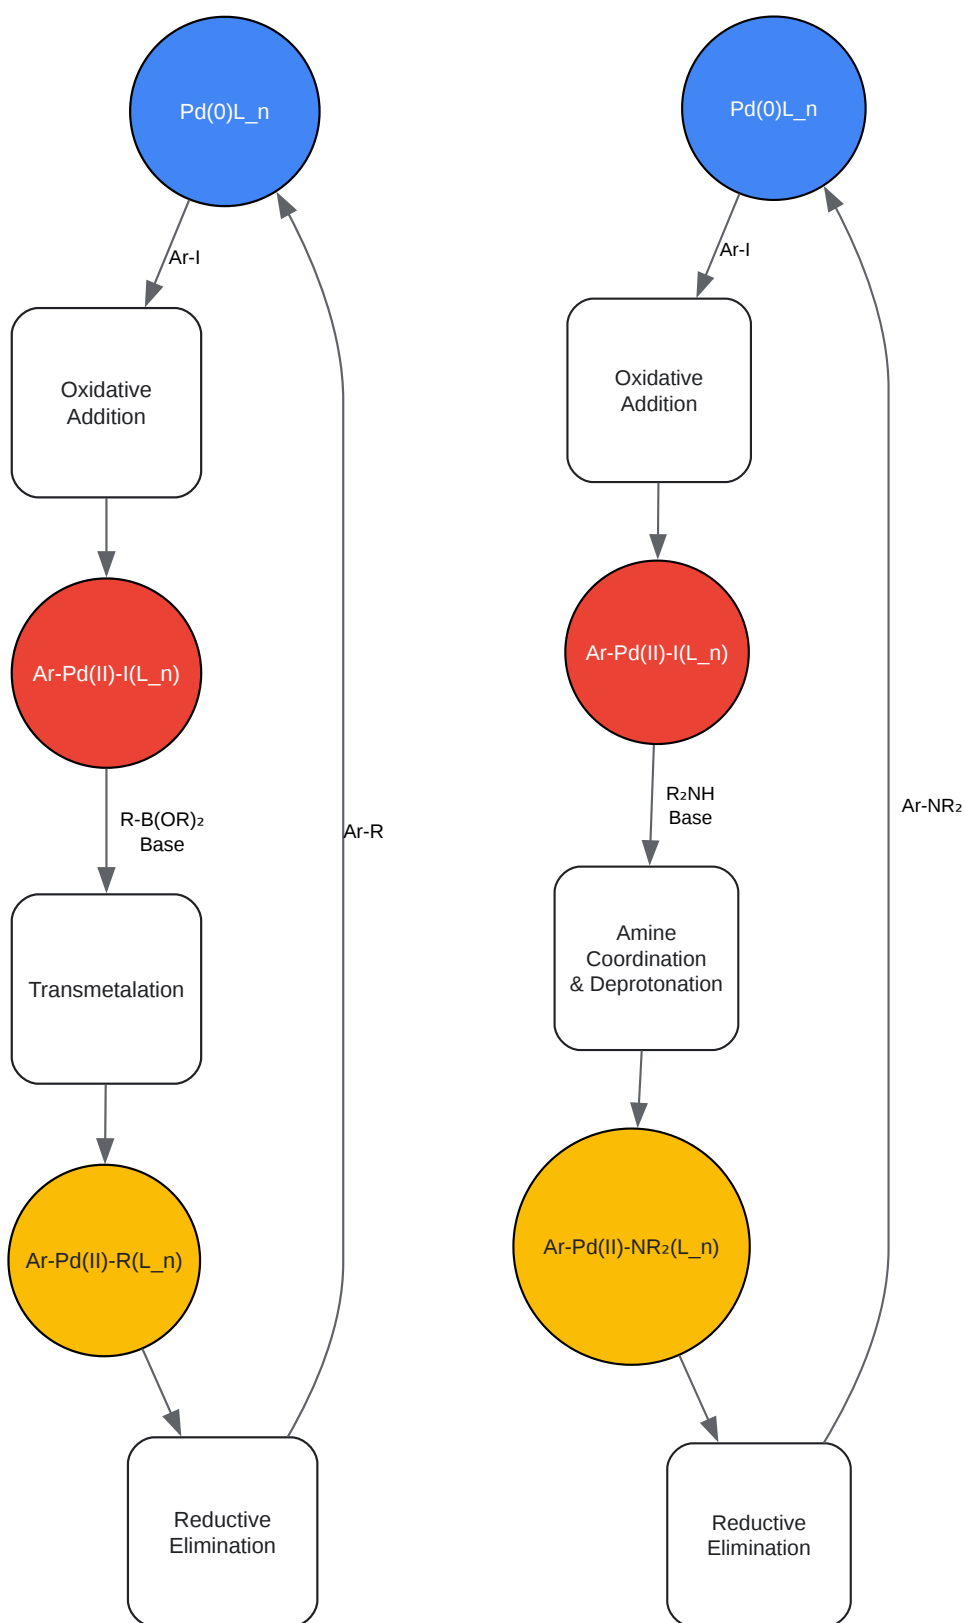 Pd(0)L_n
Ar-I
Oxidative
Addition
Ar-Pd(II)-I(L_n)
R-B(OR)₂
Base
Ar-R
Transmetalation
Ar-Pd(II)-R(L_n)
Reductive
Elimination
Pd(0)L_n
Ar-I
Oxidative
Addition
Ar-Pd(II)-I(L_n)
R₂NH
Base
Ar-NR₂
Amine
Coordination
& Deprotonation
Ar-Pd(II)-NR₂(L_n)
Reductive
Elimination